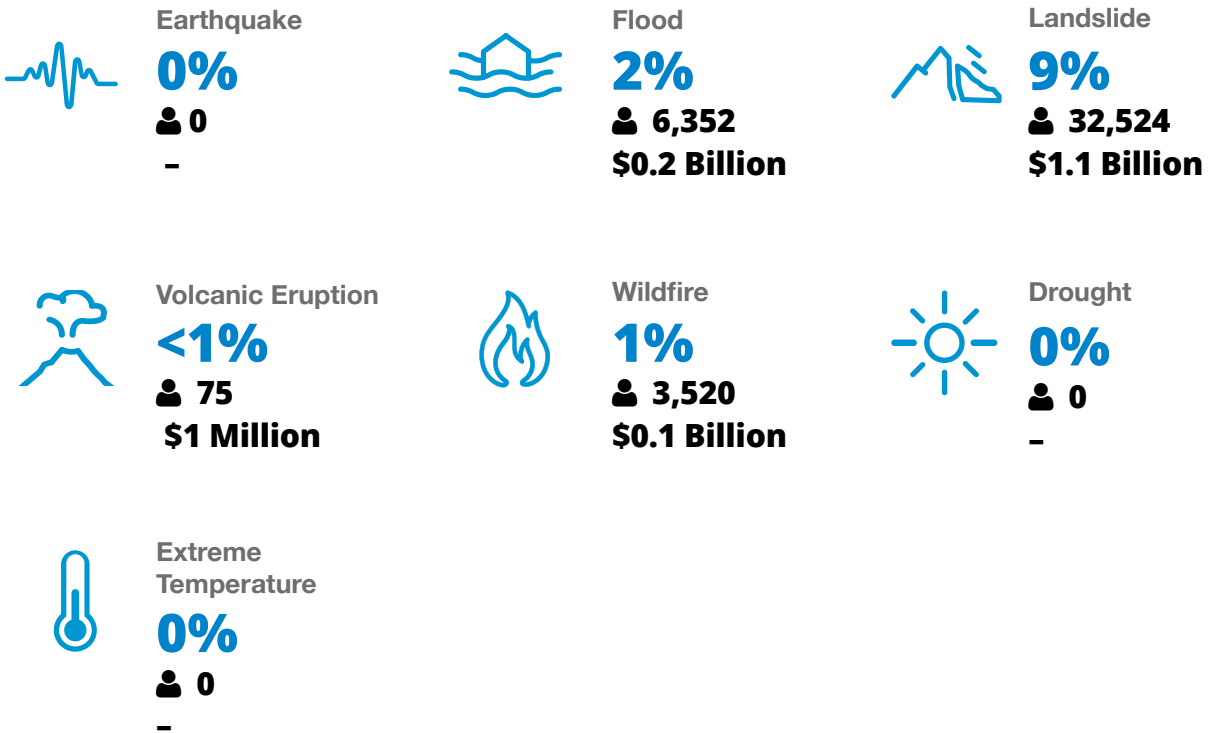 Earthquake
0%
0
–
Flood
2%
6,352
$0.2 Billion
Landslide
9%
32,524
$1.1 Billion
Volcanic Eruption
<1%
75
$1 Million
Wildfire
1%
3,520
$0.1 Billion
Drought
0%
0
–
Extreme
Temperature
0%
0
–